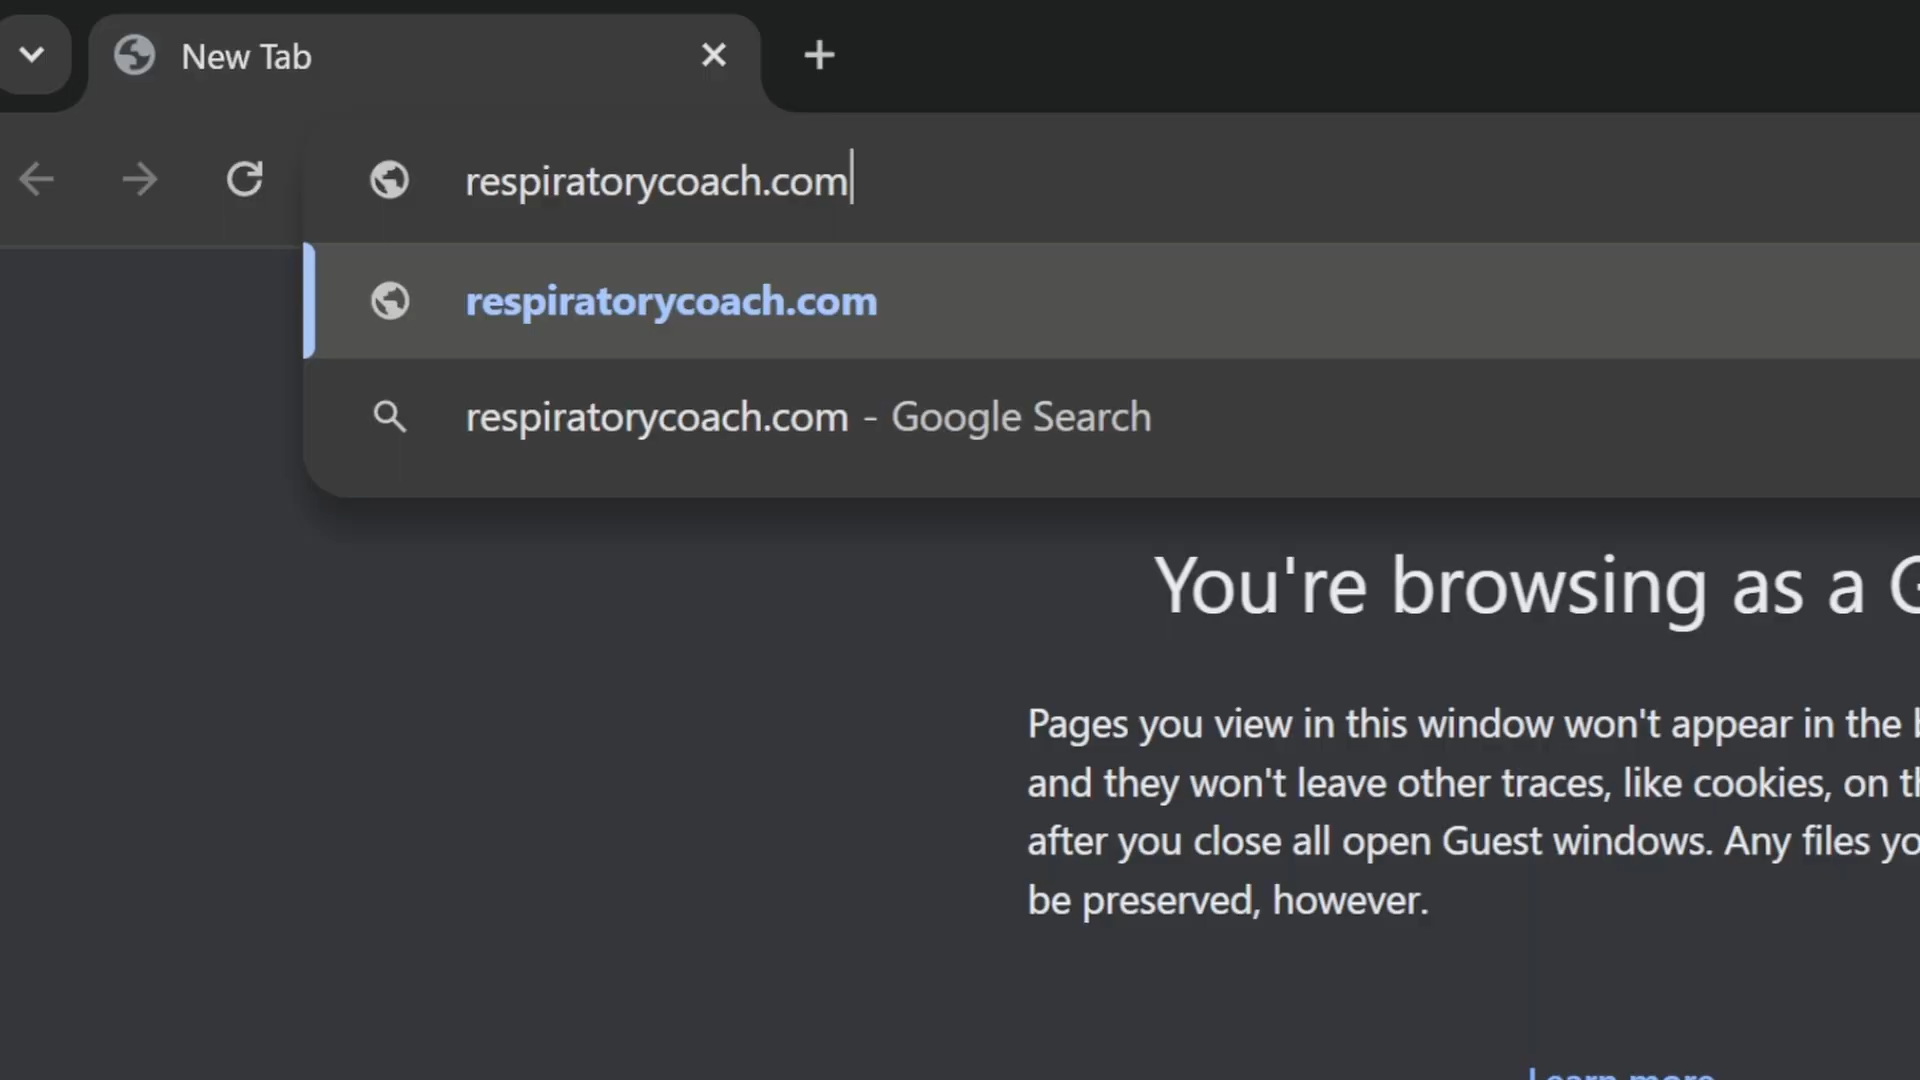 New Tab
respiratorycoach.com
respiratorycoach.com
respiratorycoach.com - Google Search
You're browsing as a
Pages you view in this window won't appear in the
and they won't leave other traces, like cookies, on
after you close all open Guest windows. Any files
be preserved, however.
Learn more